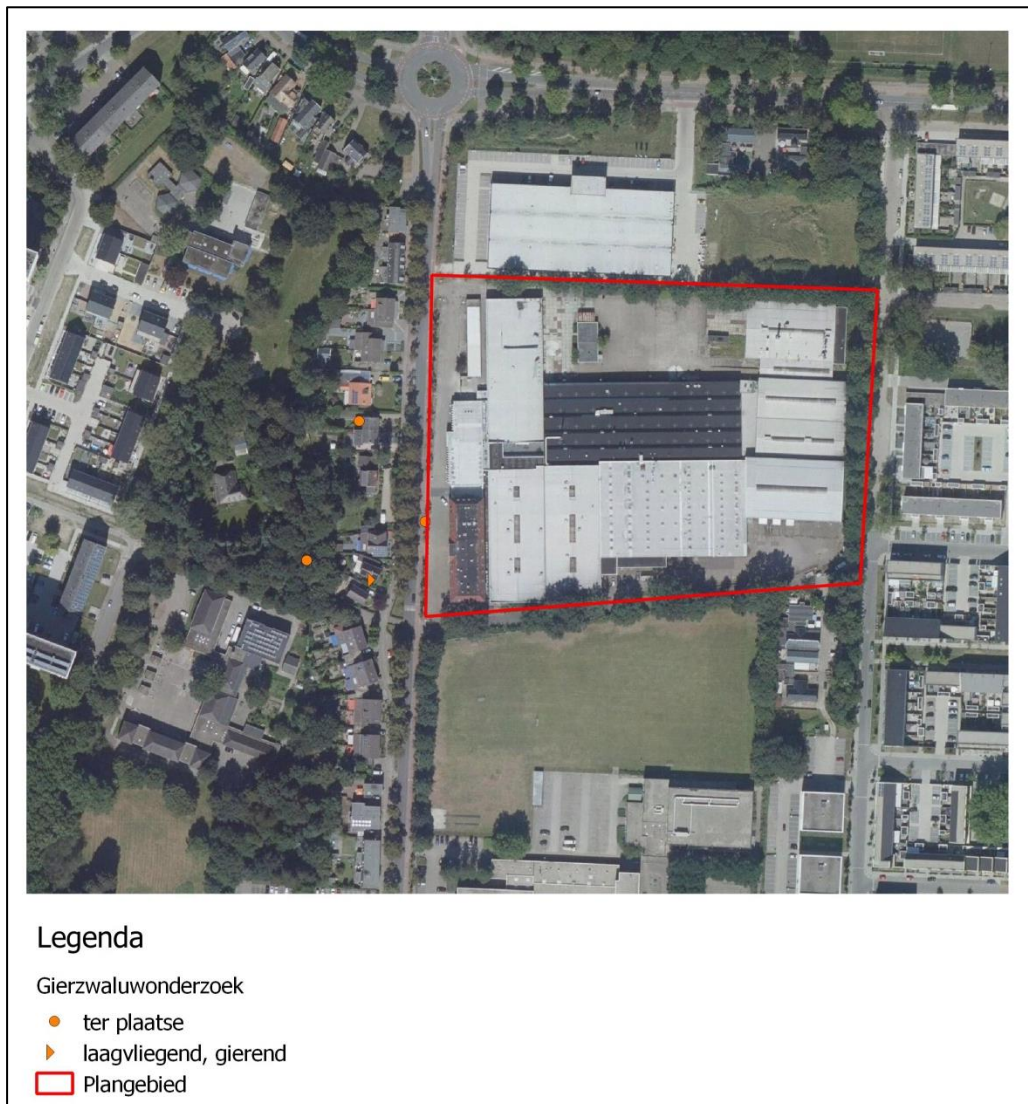 Legenda
Gierzwaluwonderzoek
ter plaatse
laagvliegend, gierend
Plangebied